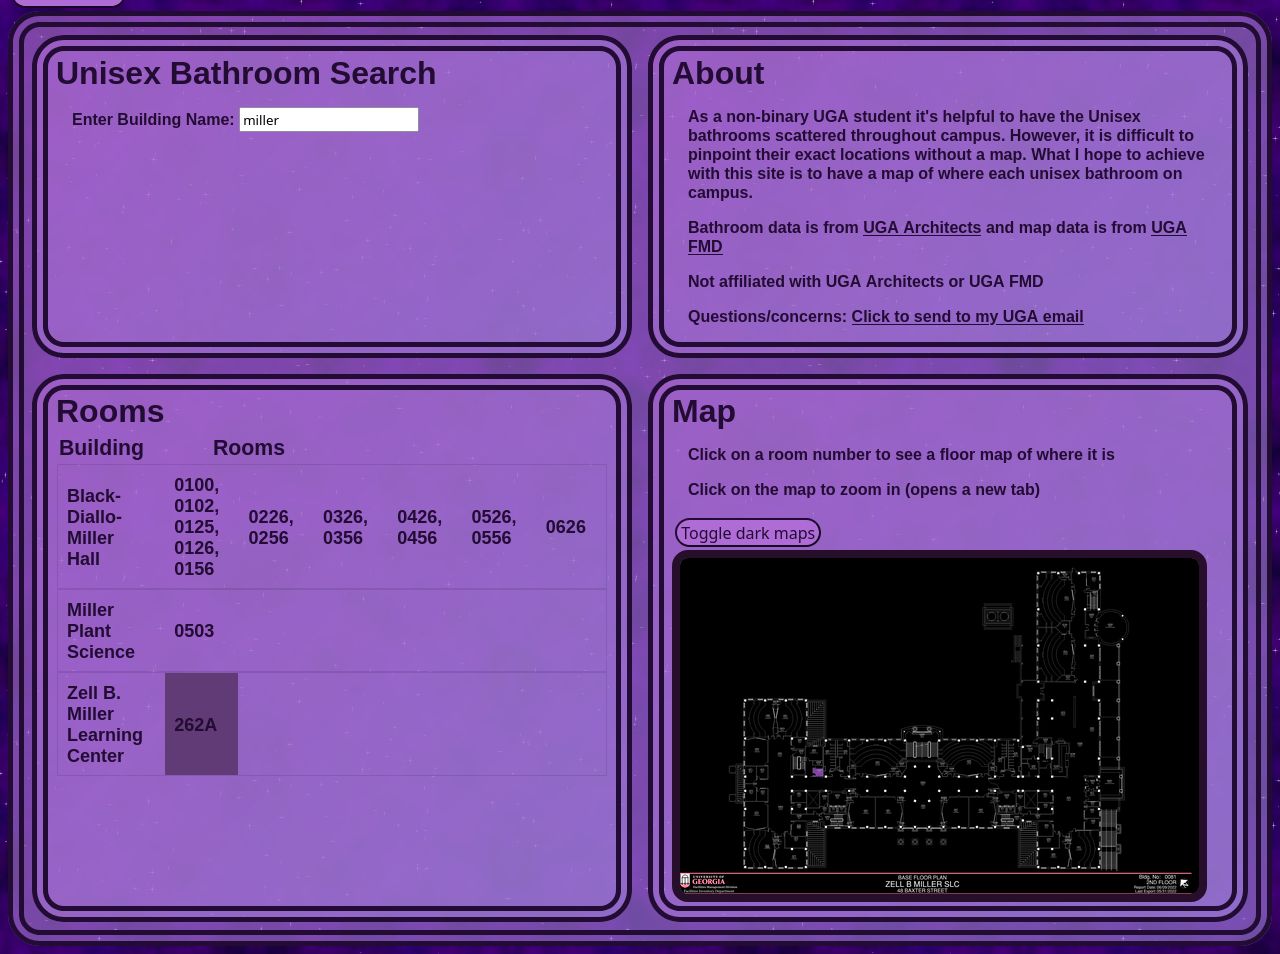 Unisex Bathroom Search
Enter Building Name: miller
About
As a non-binary UGA student it's helpful to have the Unisex
bathrooms scattered throughout campus. However, it is difficult to
pinpoint their exact locations without a map. What I hope to achieve
with this site is to have a map of where each unisex bathroom on
campus.
Bathroom data is from UGA Architects and map data is from UGA
FMD
Not affiliated with UGA Architects or UGA FMD
Questions/concerns: Click to send to my UGA email
Rooms
Building Rooms
Black-
Diallo-
Miller
Hall
0100,
0102,
0125,
0126,
0156
0226,
0256
0326,
0356
0426,
0456
0526,
0556
0626
Miller
Plant
Science
0503
Zell B.
Miller
Learning
Center
262A
Map
Click on a room number to see a floor map of where it is
Click on the map to zoom in (opens a new tab)
Toggle dark maps
UNIVERSITY OF
GEORGIA
BASE FLOOR PLAN
ZELL B MILLER SLC
48 BAXTER STREET
Bldg. No: 0081
2ND FLOOR